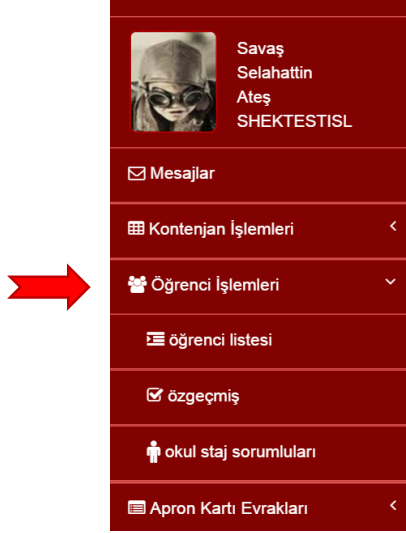 Savaş
Selahattin
Ateş
SHEKTESTISL
Mesajlar
Kontenjan İşlemleri
Öğrenci İşlemleri
öğrenci listesi
özgeçmiş
okul staj sorumluları
Apron Kartı Evrakları